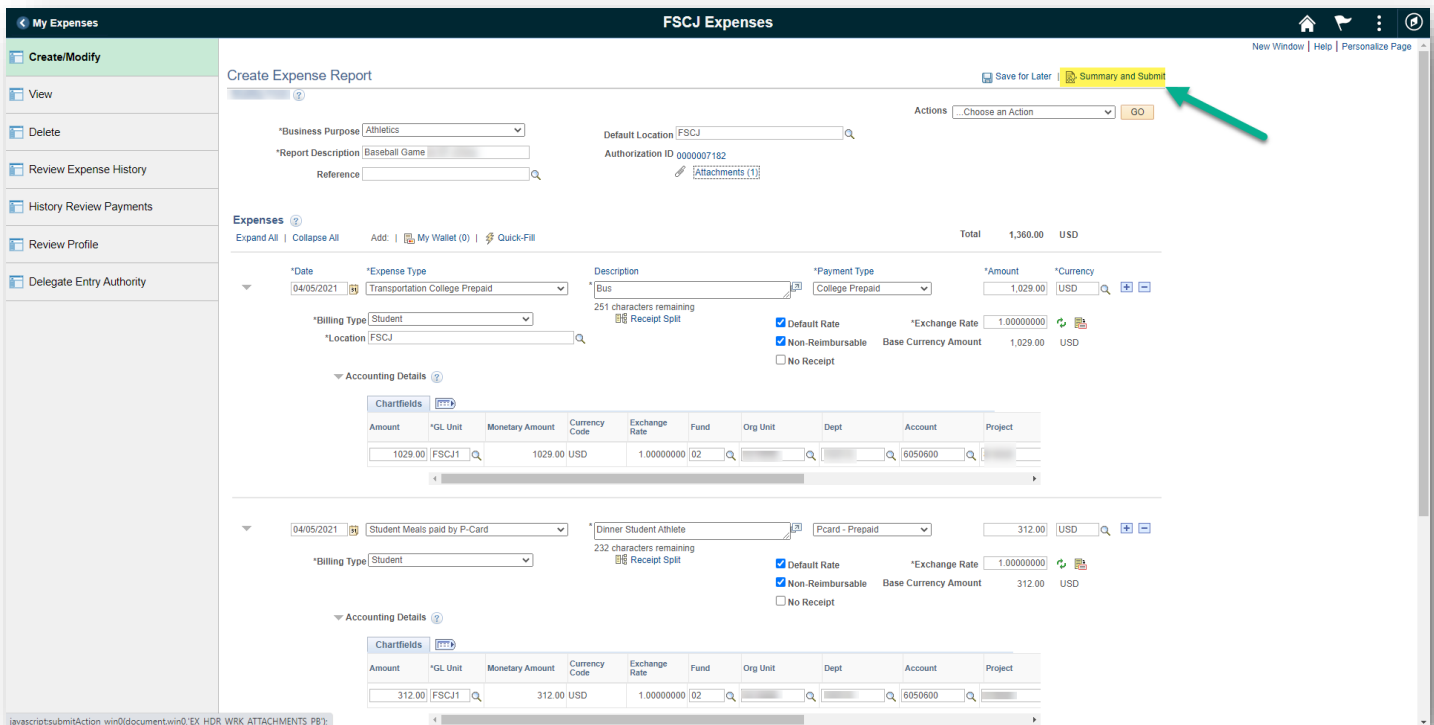 My Expenses FSCJ Expenses
New Window | Help | Personalize Page
Create/Modify
View
Delete
Review Expense History
History Review Payments
Review Profile
Delegate Entry Authority
Create Expense Report Save for Later | Summary and Submit
Actions ...Choose an Action GO
*Business Purpose Athletics Default Location FSCJ
*Report Description Baseball Game Authorization ID 0000007182
Reference Attachments (1)
Expenses
Expand All | Collapse All Add: | My Wallet (0) | Quick-Fill Total 1,360.00 USD
*Date *Expense Type Description *Payment Type *Amount *Currency
04/05/2021 Transportation College Prepaid *Bus College Prepaid 1,029.00 USD
251 characters remaining
*Billing Type Student Receipt Split Default Rate *Exchange Rate 1.00000000
*Location FSCJ Non-Reimbursable Base Currency Amount 1,029.00 USD
No Receipt
Accounting Details
Chartfields
Amount *GL Unit Monetary Amount Currency Code Exchange Rate Fund Org Unit Dept Account Project
1029.00 FSCJ1 1029.00 USD 1.00000000 02 6050600
04/05/2021 Student Meals paid by P-Card *Dinner Student Athlete Pcard - Prepaid 312.00 USD
232 characters remaining
*Billing Type Student Receipt Split Default Rate *Exchange Rate 1.00000000
Non-Reimbursable Base Currency Amount 312.00 USD
No Receipt
Accounting Details
Chartfields
Amount *GL Unit Monetary Amount Currency Code Exchange Rate Fund Org Unit Dept Account Project
312.00 FSCJ1 312.00 USD 1.00000000 02 6050600
javascript:submitAction_win0(document.win0,'EX_HDR_WRK_ATTACHMENTS_PB');